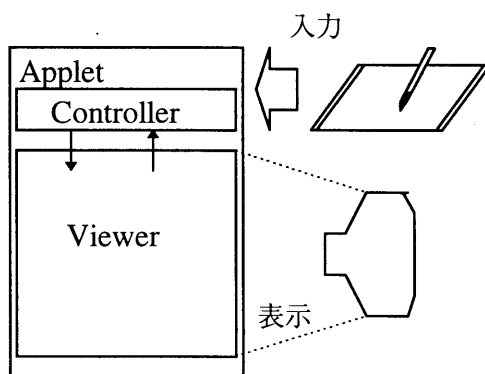 入力
Applet
Controller
Viewer
表示